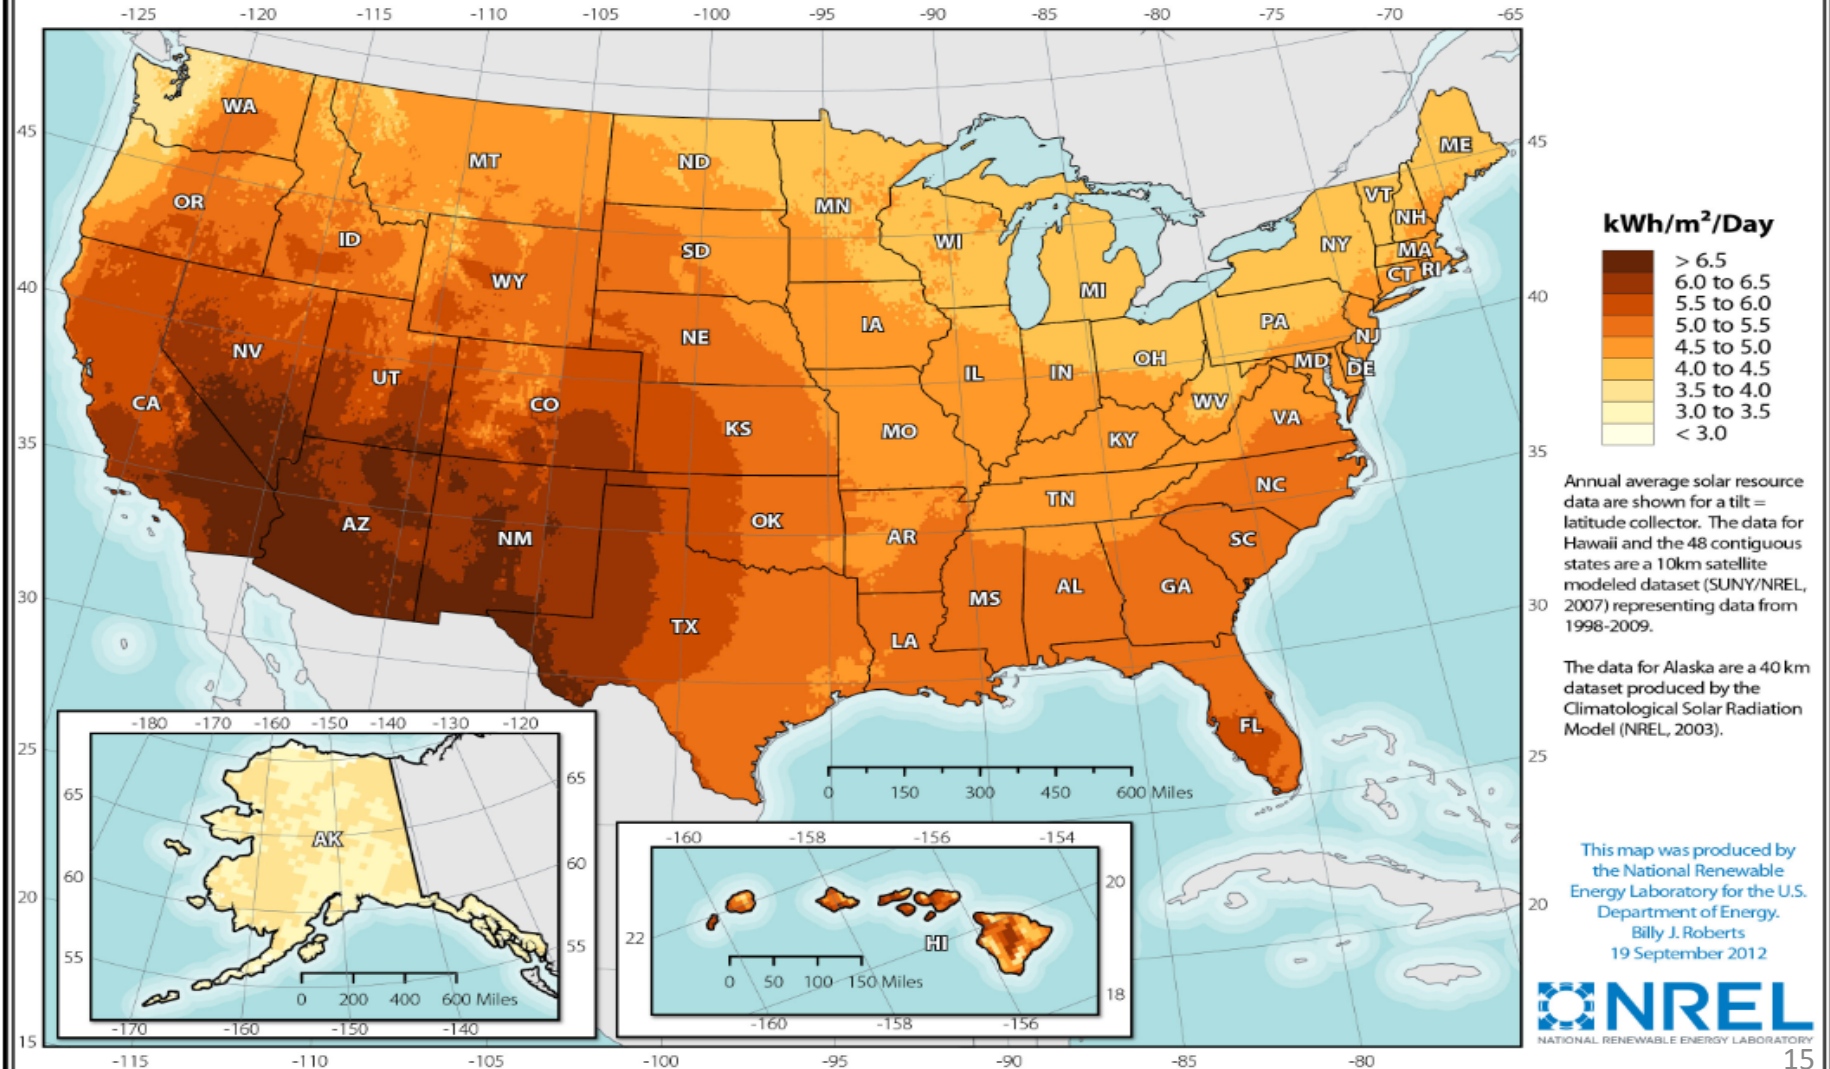 -125 -120 -115 -110 -105 -100 -95 -90 -85 -80 -75 -70 -65
45
40
35
30
25
20
15
45
40
35
30
25
20
-115 -110 -105 -100 -95 -90 -85 -80
WA
OR
CA
NV
ID
MT
WY
UT
CO
AZ
NM
ND
SD
NE
KS
OK
TX
MN
IA
MO
AR
LA
WI
IL
MI
IN
OH
KY
TN
MS
AL
GA
FL
SC
NC
VA
WV
MD
DE
NJ
PA
NY
CT
RI
MA
VT
NH
ME
0 150 300 450 600 Miles
-180 -170 -160 -150 -140 -130 -120
65
60
55
65
60
55
AK
0 200 400 600 Miles
-170 -160 -150 -140
-160 -158 -156 -154
22
20
18
HI
0 50 100 150 Miles
-160 -158 -156
kWh/m²/Day
> 6.5
6.0 to 6.5
5.5 to 6.0
5.0 to 5.5
4.5 to 5.0
4.0 to 4.5
3.5 to 4.0
3.0 to 3.5
< 3.0
Annual average solar resource
data are shown for a tilt =
latitude collector. The data for
Hawaii and the 48 contiguous
states are a 10km satellite
modeled dataset (SUNY/NREL,
2007) representing data from
1998-2009.
The data for Alaska are a 40 km
dataset produced by the
Climatological Solar Radiation
Model (NREL, 2003).
This map was produced by
the National Renewable
Energy Laboratory for the U.S.
Department of Energy.
Billy J. Roberts
19 September 2012
NREL
NATIONAL RENEWABLE ENERGY LABORATORY
15